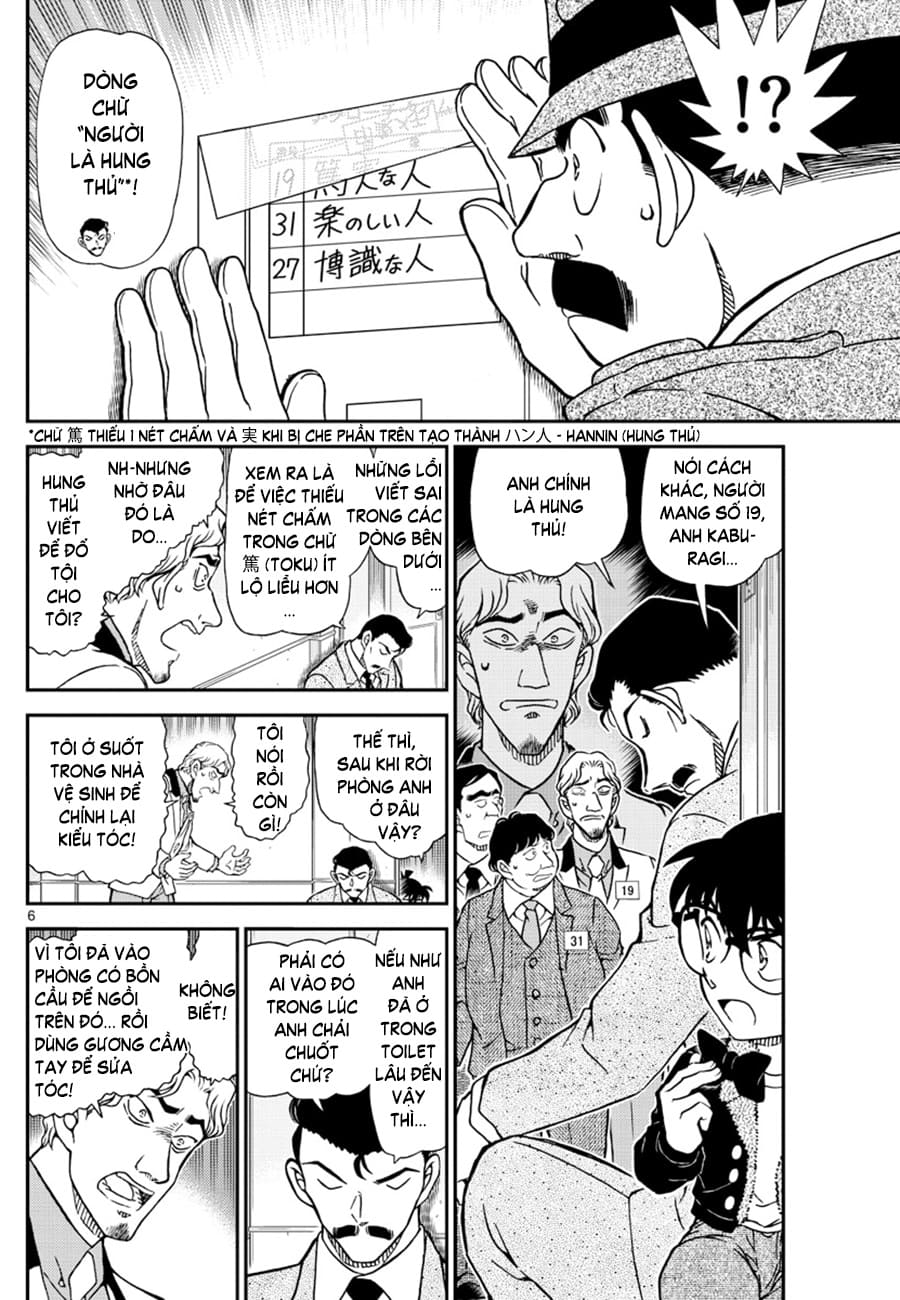 !?
DÒNG
CHỮ
"NGƯỜI
LÀ HUNG
THỦ"*!
19
31 楽のしい人
27 博識な人
*CHỮ 篤 THIẾU 1 NÉT CHẤM VÀ 実 KHI BỊ CHE PHẦN TRÊN TẠO THÀNH ハン人 - HANNIN (HUNG THỦ)
NÓI CÁCH
KHÁC, NGƯỜI
MANG SỐ 19,
ANH KABU-
RAGI...
ANH CHÍNH
LÀ HUNG
THỦ!
19
31
NHỮNG LỖI
VIẾT SAI
TRONG CÁC
DÒNG BÊN
DƯỚI
...
XEM RA LÀ
ĐỂ VIỆC THIẾU
NÉT CHẤM
TRONG CHỮ
篤 (TOKU) ÍT
LỘ LIỄU HƠN
...
NH-NHƯNG
NHỜ ĐÂU
ĐÓ LÀ
DO...
HUNG
THỦ
VIẾT
ĐỂ ĐỔ
TỘI
CHO
TÔI?
THẾ THÌ,
SAU KHI RỜI
PHÒNG ANH
Ở ĐÂU
VẬY?
TÔI
NÓI
RỒI
CÒN
GÌ!
TÔI Ở SUỐT
TRONG NHÀ
VỆ SINH ĐỂ
CHỈNH LẠI
KIỂU TÓC!
6
NẾU NHƯ
ANH
ĐÃ Ở
TRONG
TOILET
LÂU ĐẾN
VẬY
THÌ...
PHẢI CÓ
AI VÀO ĐÓ
TRONG LÚC
ANH CHẢI
CHUỐT
CHỨ?
KHÔNG
BIẾT!
VÌ TÔI ĐÃ VÀO
PHÒNG CÓ BỒN
CẦU ĐỂ NGỒI
TRÊN ĐÓ... RỒI
DÙNG GƯƠNG CẦM
TAY ĐỂ SỬA
TÓC!